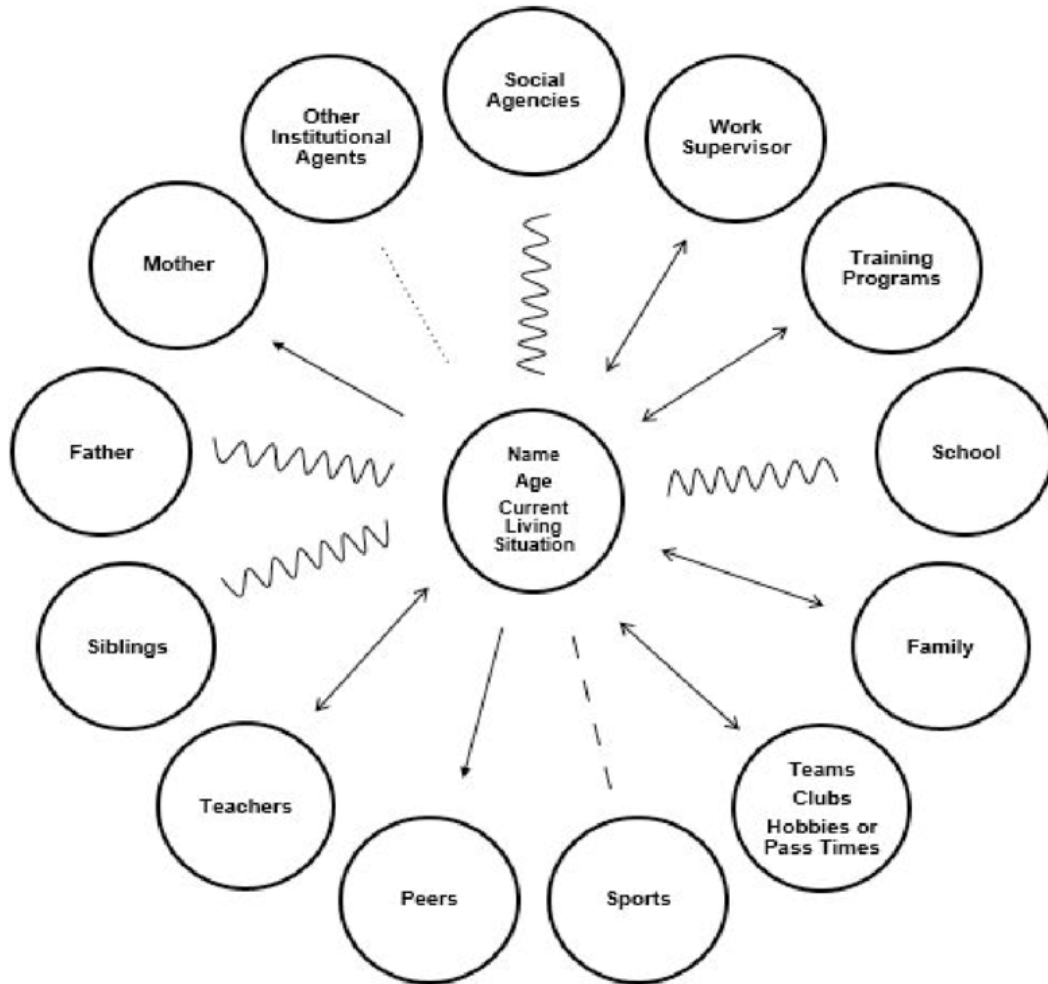 Social
Agencies
Other
Institutional
Agents
Work
Supervisor
Mother
Training
Programs
Father
Name
Age
Current
Living
Situation
School
Siblings
Family
Teachers
Teams
Clubs
Hobbies or
Pass Times
Peers
Sports